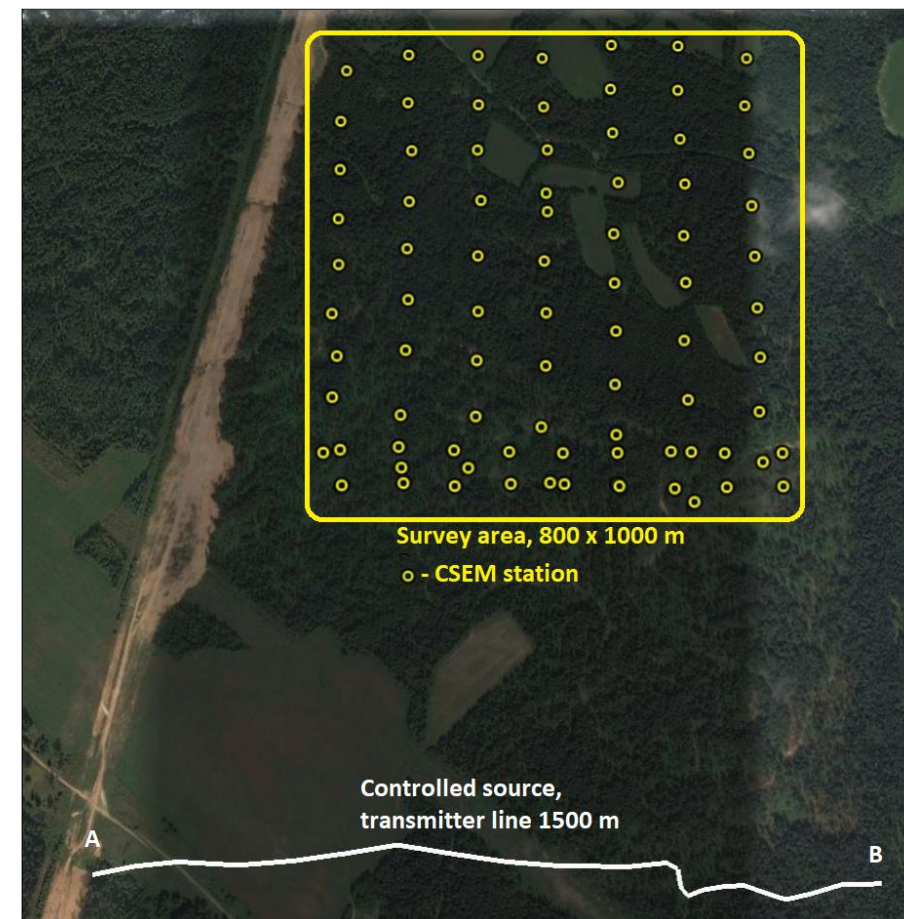 Survey area, 800 x 1000 m
- CSEM station
Controlled source,
transmitter line 1500 m
A
B